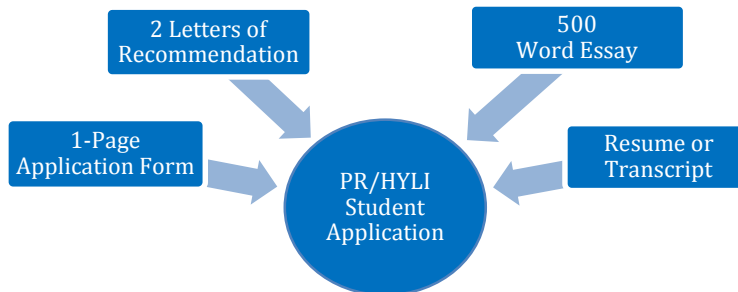 2 Letters of
Recommendation
500
Word Essay
1-Page
Application Form
Resume or
Transcript
PR/HYLI
Student
Application